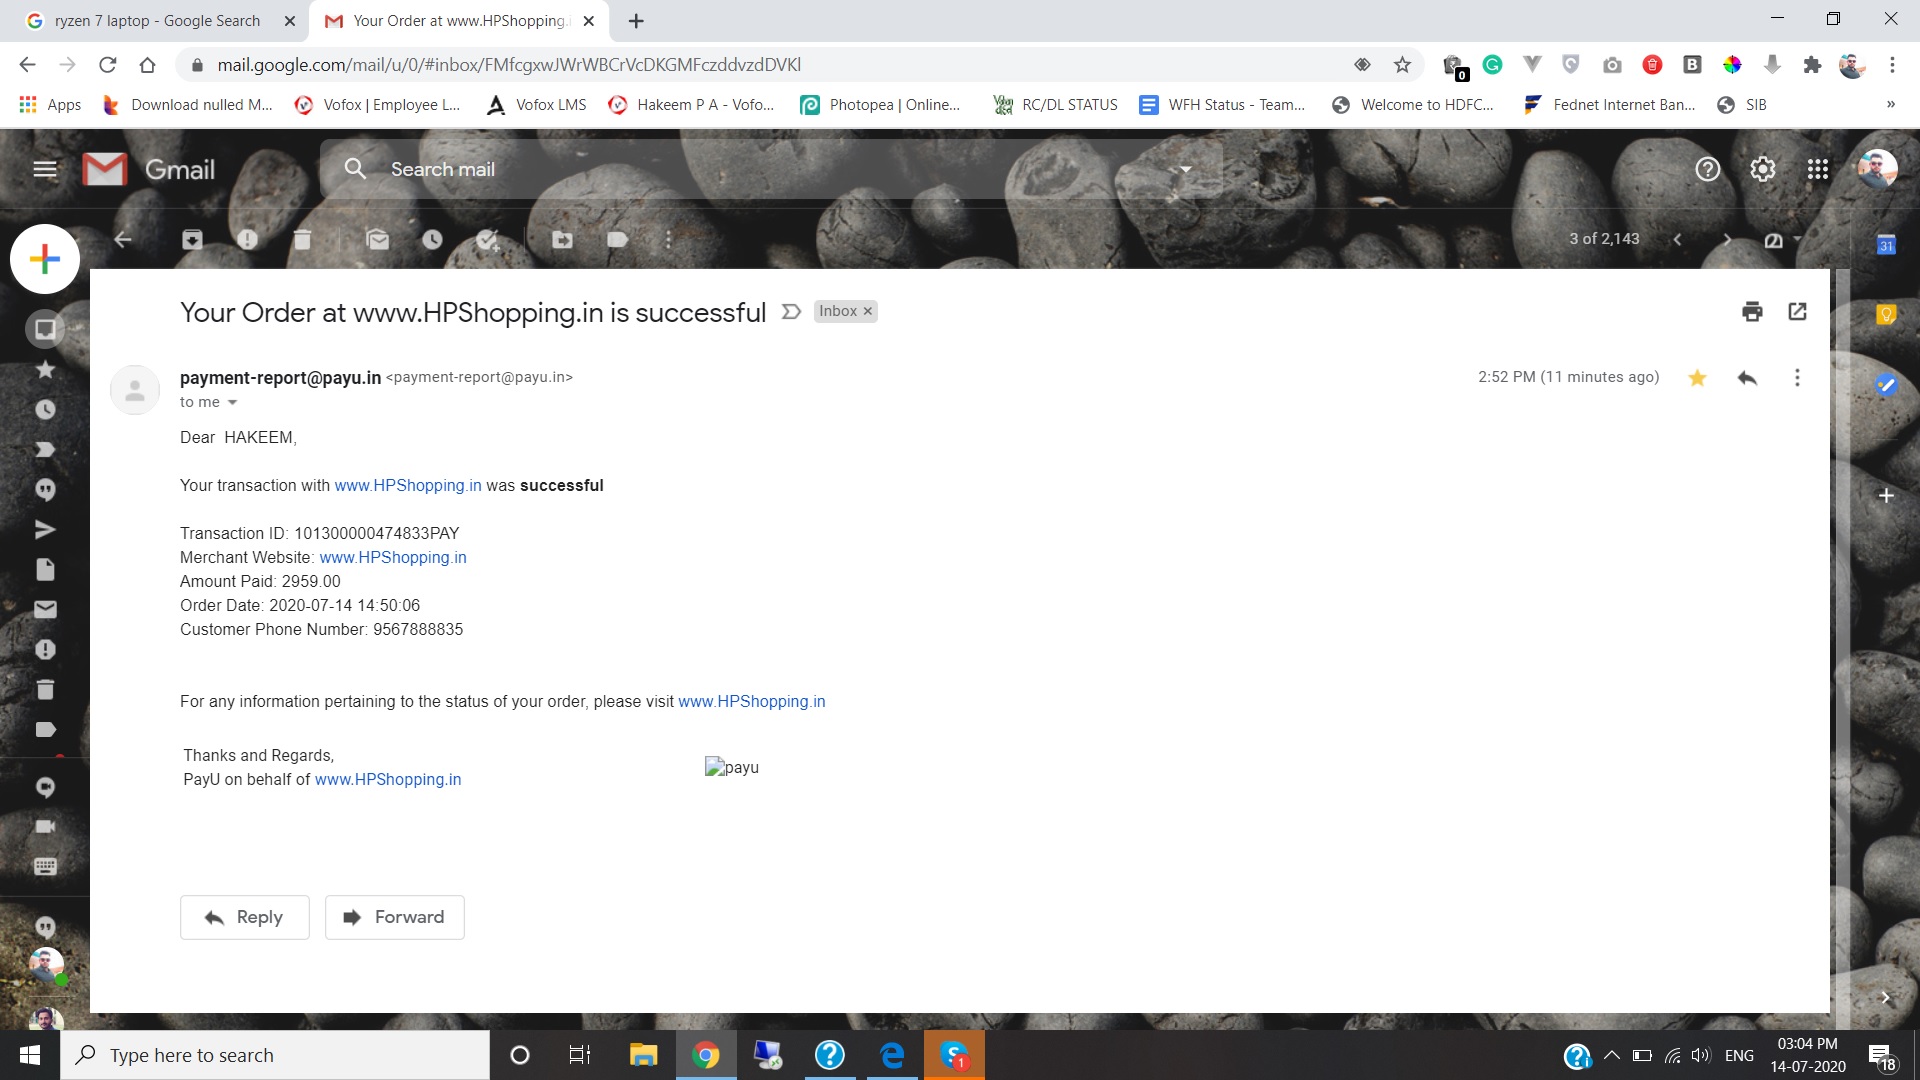 ryzen 7 laptop - Google Search
Your Order at www.HPShopping.i
mail.google.com/mail/u/0/#inbox/FMfcgxwJWrWBCrVcDKGMFczddvzdDVKl
0
B
Apps
Download nulled M...
Vofox | Employee L...
Vofox LMS
Hakeem P A - Vofo...
Photopea | Online...
RC/DL STATUS
WFH Status - Team...
Welcome to HDFC...
Fednet Internet Ban...
SIB
»
Gmail
Search mail
3 of 2,143
31
Your Order at www.HPShopping.in is successful
Inbox ×
payment-report@payu.in <payment-report@payu.in>
2:52 PM (11 minutes ago)
to me
Dear  HAKEEM,
Your transaction with www.HPShopping.in was successful
Transaction ID: 101300000474833PAY
Merchant Website: www.HPShopping.in
Amount Paid: 2959.00
Order Date: 2020-07-14 14:50:06
Customer Phone Number: 9567888835
For any information pertaining to the status of your order, please visit www.HPShopping.in
Thanks and Regards,
PayU on behalf of www.HPShopping.in
payu
Reply
Forward
Type here to search
1
ENG
03:04 PM
14-07-2020
18